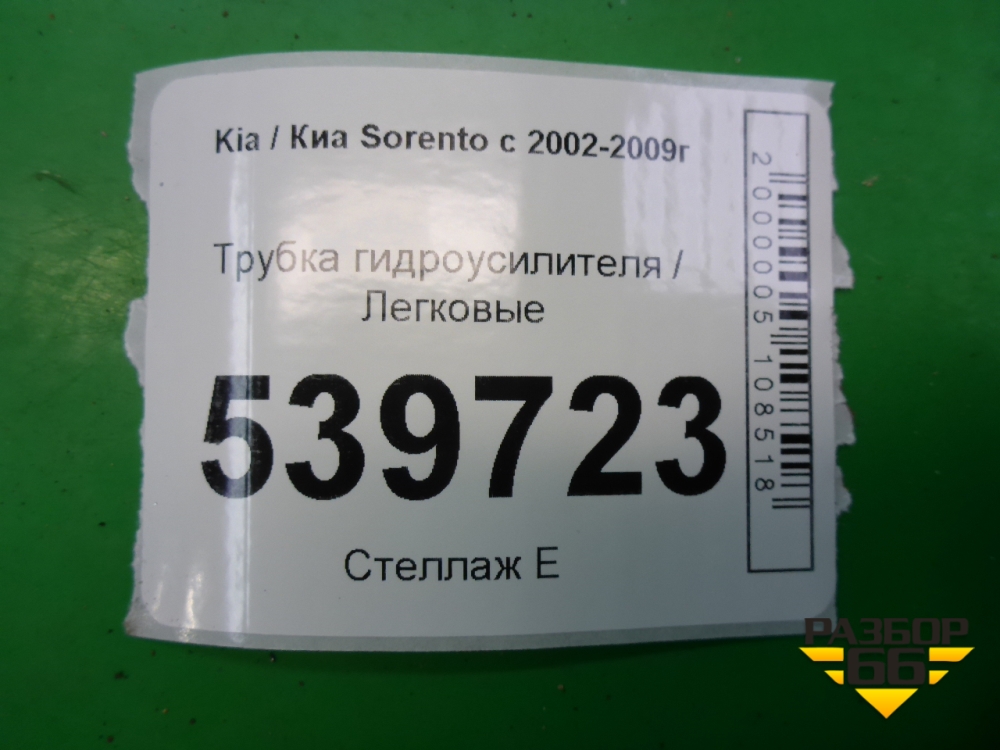 Kia / Киа Sorento с 2002-2009г
Трубка гидроусилителя /
Легковые
539723
Стеллаж Е
2000005108518
РАЗБОР
66